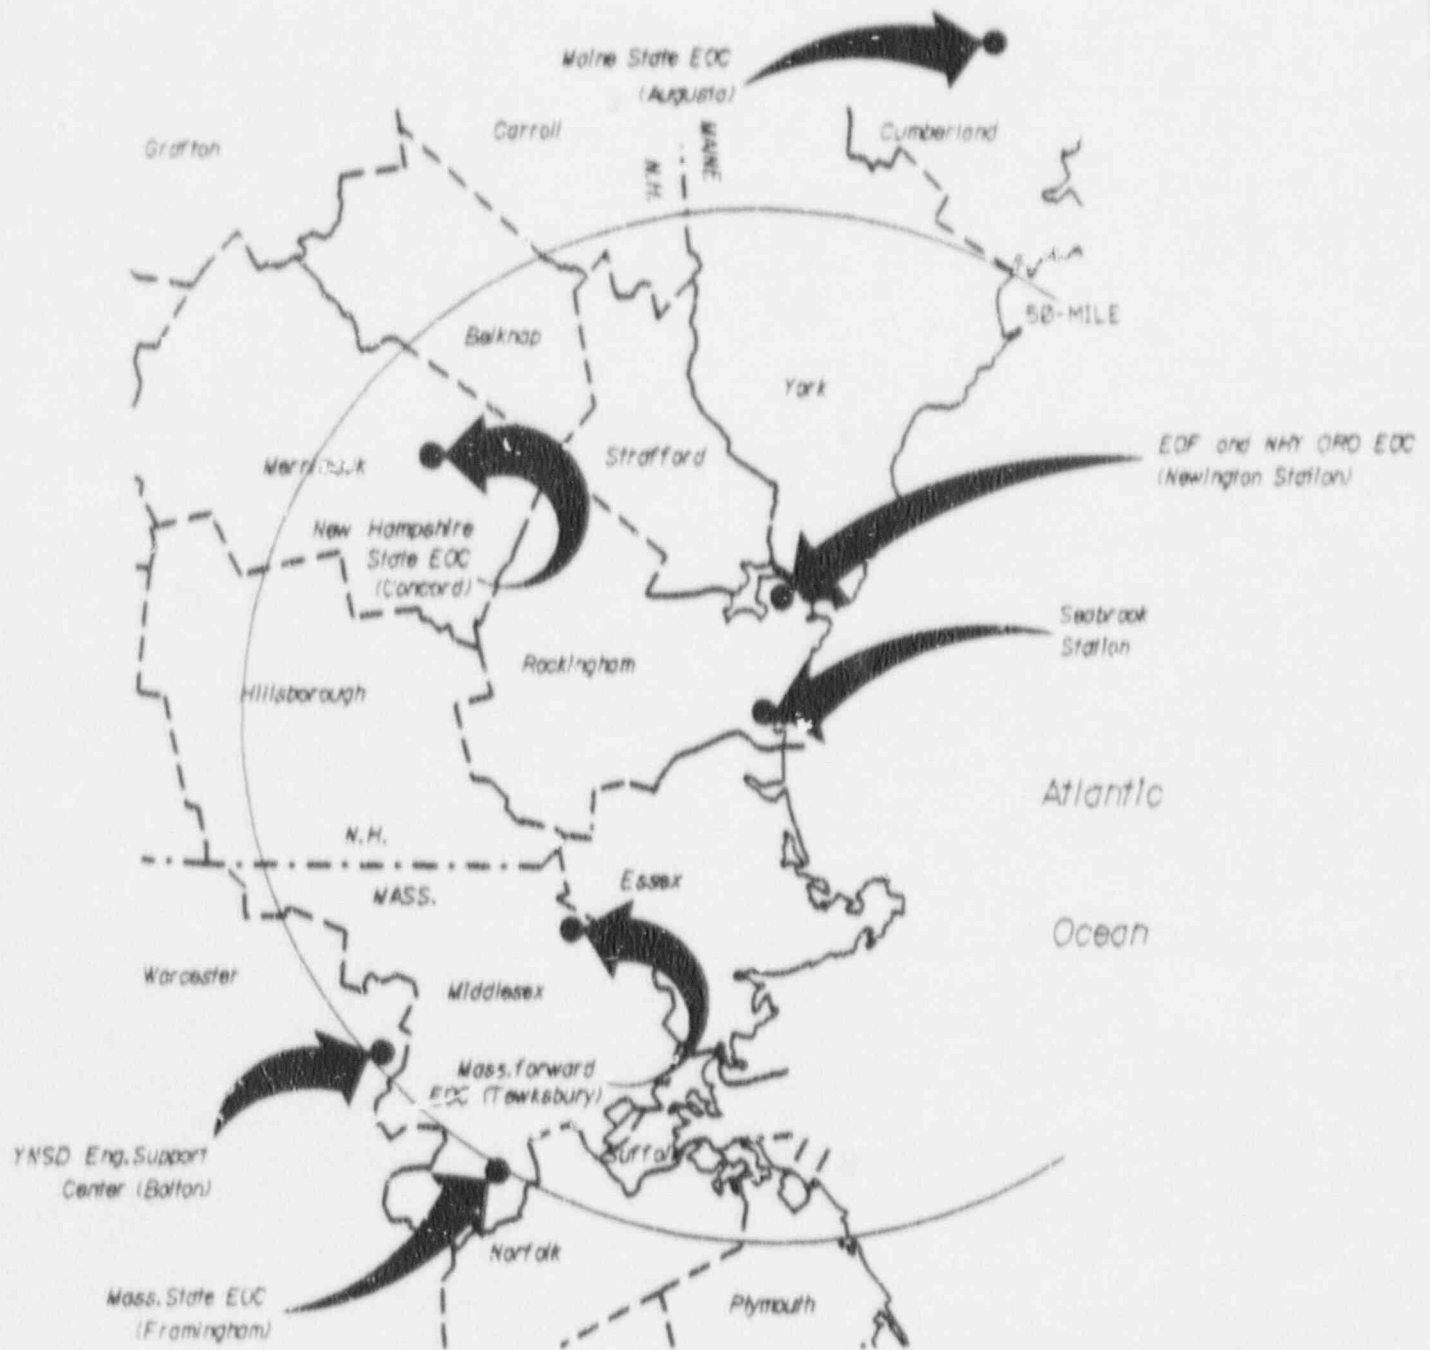 Maine State EOC
(Augusta)
Grafton
Carroll
MAINE
N.H.
Cumberland
50-MILE
Belknap
York
Strafford
EOF and NHY ORO EOC
(Newington Station)
New Hampshire
State EOC
(Concord)
Seabrook
Station
Rockingham
Hillsborough
Atlantic
N.H.
MASS.
Essex
Ocean
Worcester
Middlesex
Mass.forward
EOC (Tewksbury)
YNSD Eng.Support
Center (Bolton)
Suffolk
Norfolk
Mass.State EOC
(Framingham)
Plymouth